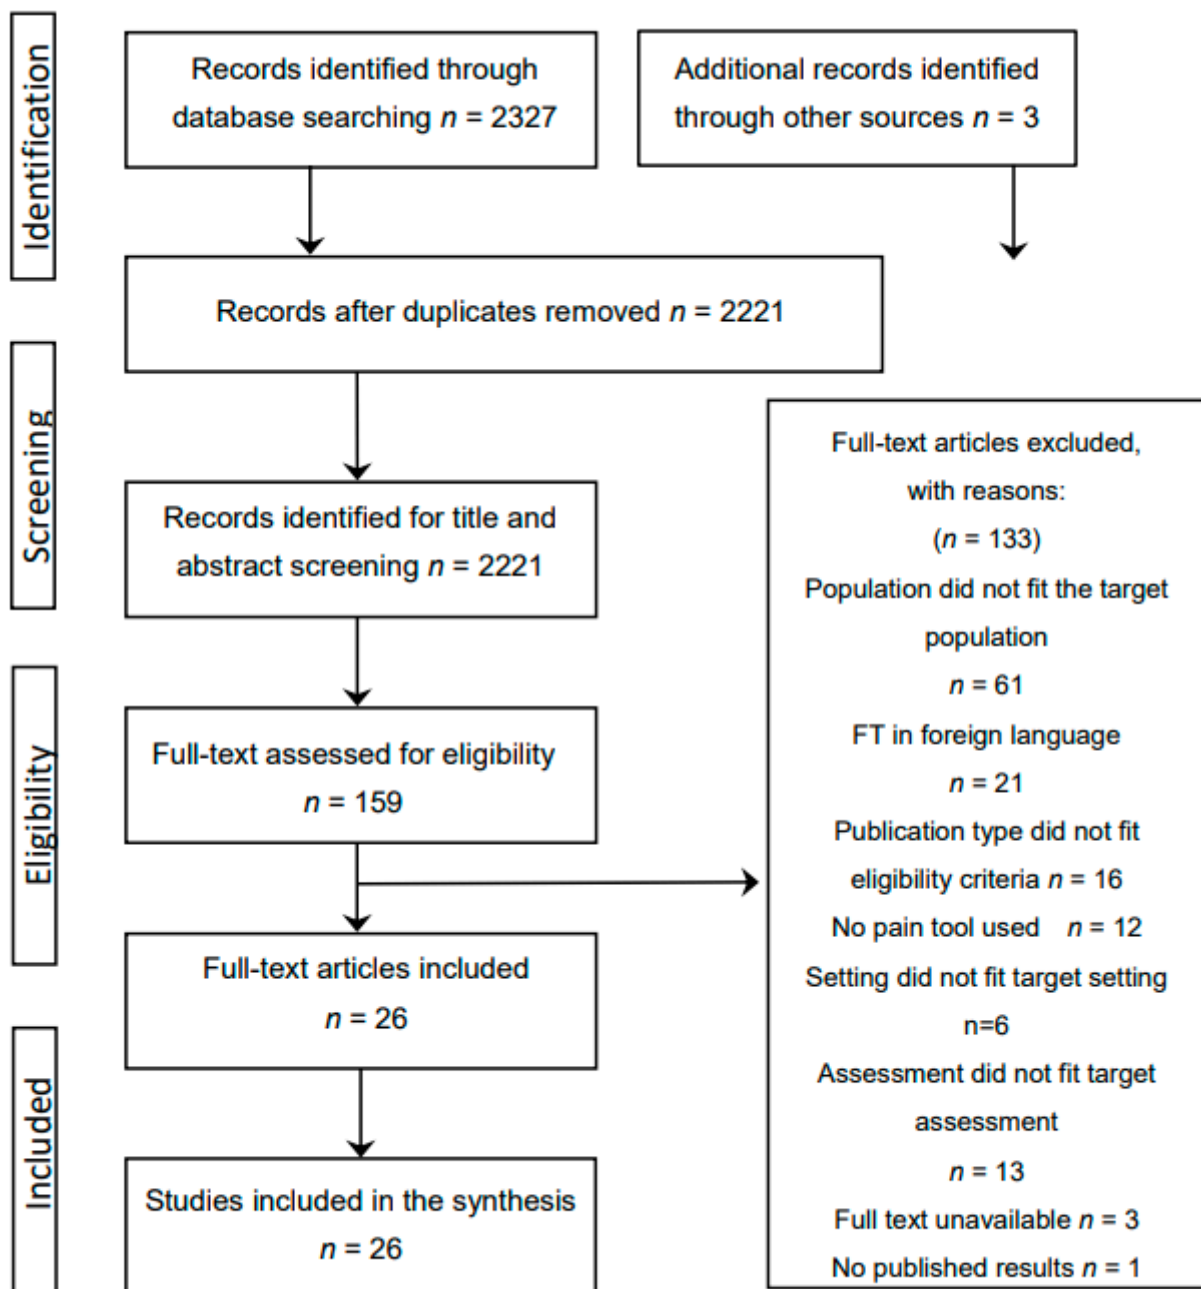 Identification
Records identified through
database searching n = 2327
Additional records identified
through other sources n = 3
Records after duplicates removed n = 2221
Screening
Records identified for title and
abstract screening n = 2221
Eligibility
Full-text assessed for eligibility
n = 159
Full-text articles excluded,
with reasons:
(n = 133)
Population did not fit the target
population
n = 61
FT in foreign language
n = 21
Publication type did not fit
eligibility criteria n = 16
No pain tool used n = 12
Setting did not fit target setting
n=6
Assessment did not fit target
assessment
n = 13
Full text unavailable n = 3
No published results n = 1
Full-text articles included
n = 26
Included
Studies included in the synthesis
n = 26